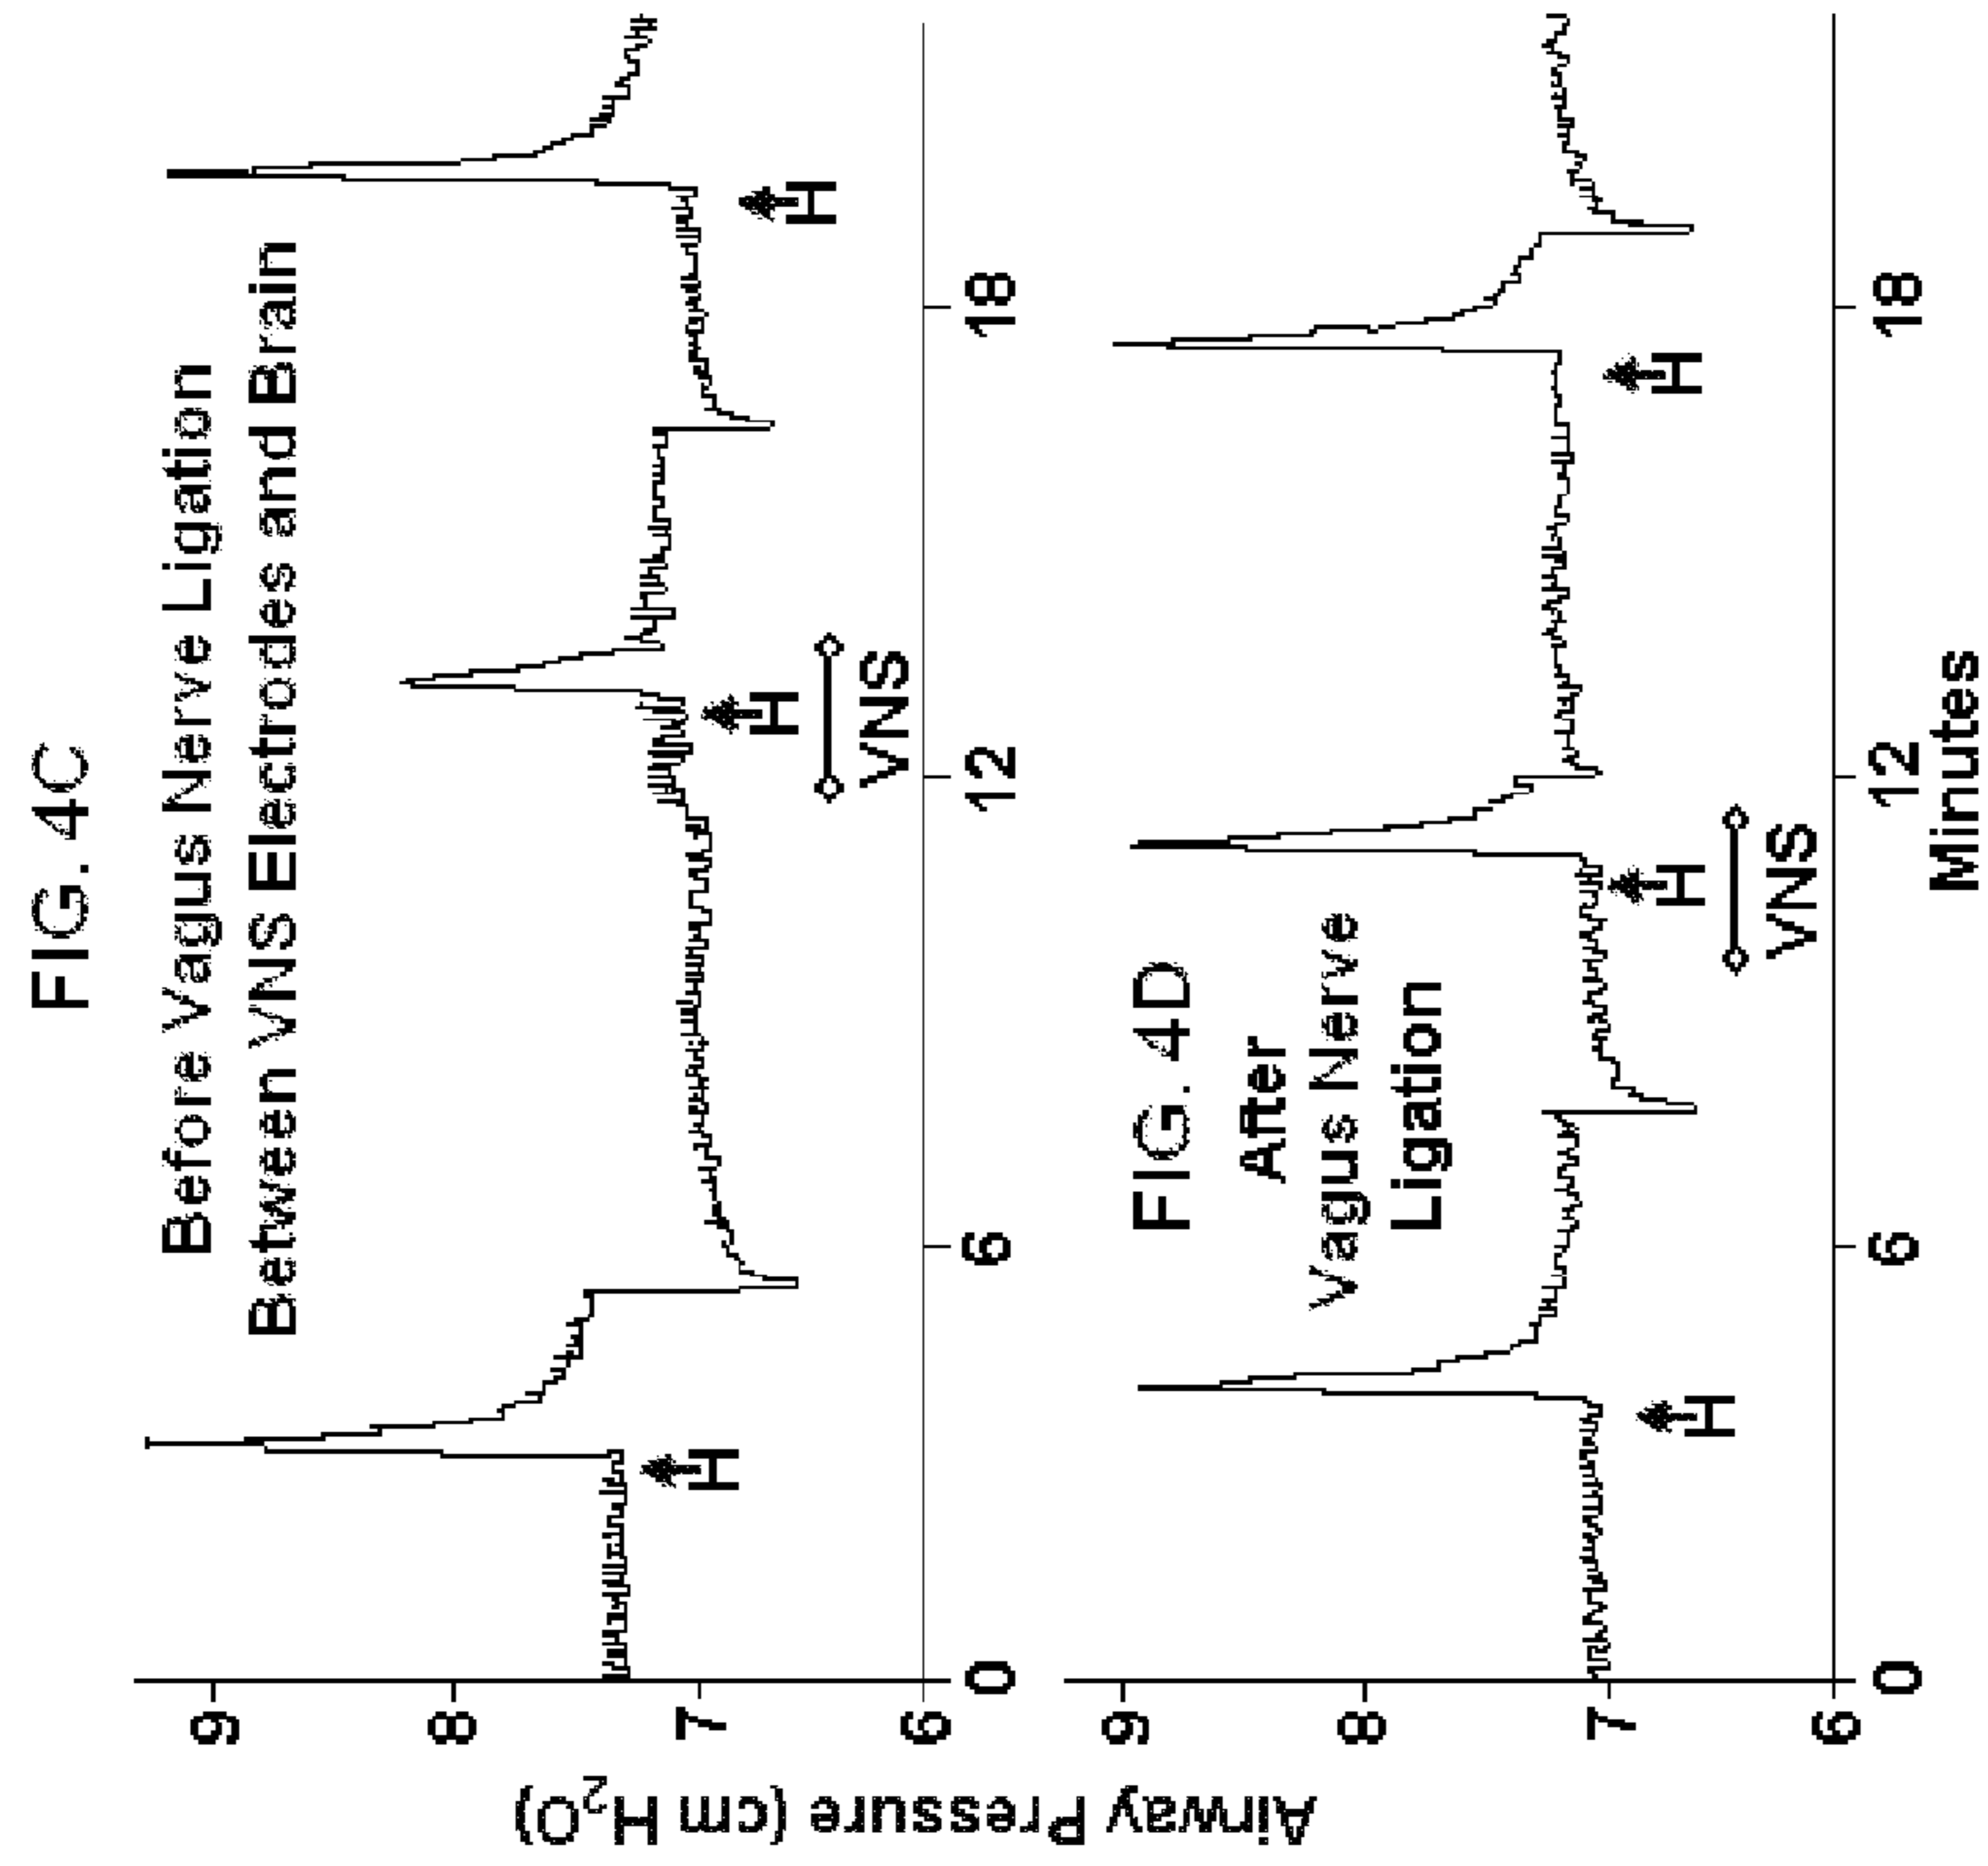 FIG. 4C
Before Vagus Nerve Ligation
Between VNS Electrodes and Brain
9
8
7
6
H
H
H
VNS
0
6
12
18
Airway Pressure (cm H₂O)
FIG. 4D
After
Vagus Nerve
Ligation
9
8
7
6
H
H
H
VNS
0
6
12
18
Minutes